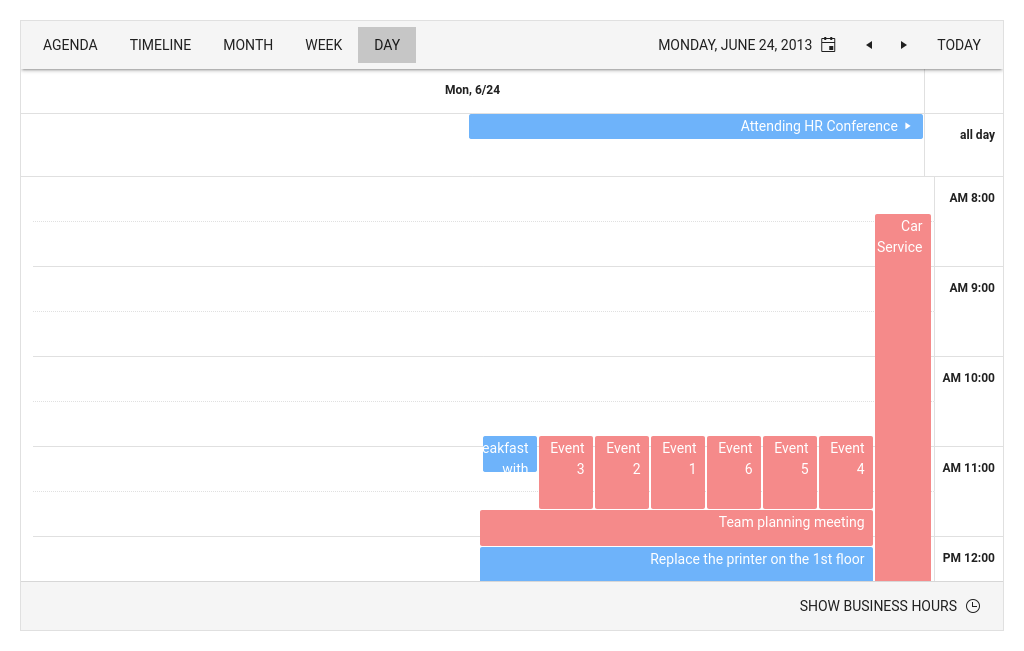 AGENDA
TIMELINE
MONTH
WEEK
DAY
MONDAY, JUNE 24, 2013
TODAY
Mon, 6/24
Attending HR Conference
all day
AM 8:00
Car
Service
AM 9:00
AM 10:00
eakfast
with
Event
3
Event
2
Event
1
Event
6
Event
5
Event
4
AM 11:00
Team planning meeting
Replace the printer on the 1st floor
PM 12:00
SHOW BUSINESS HOURS